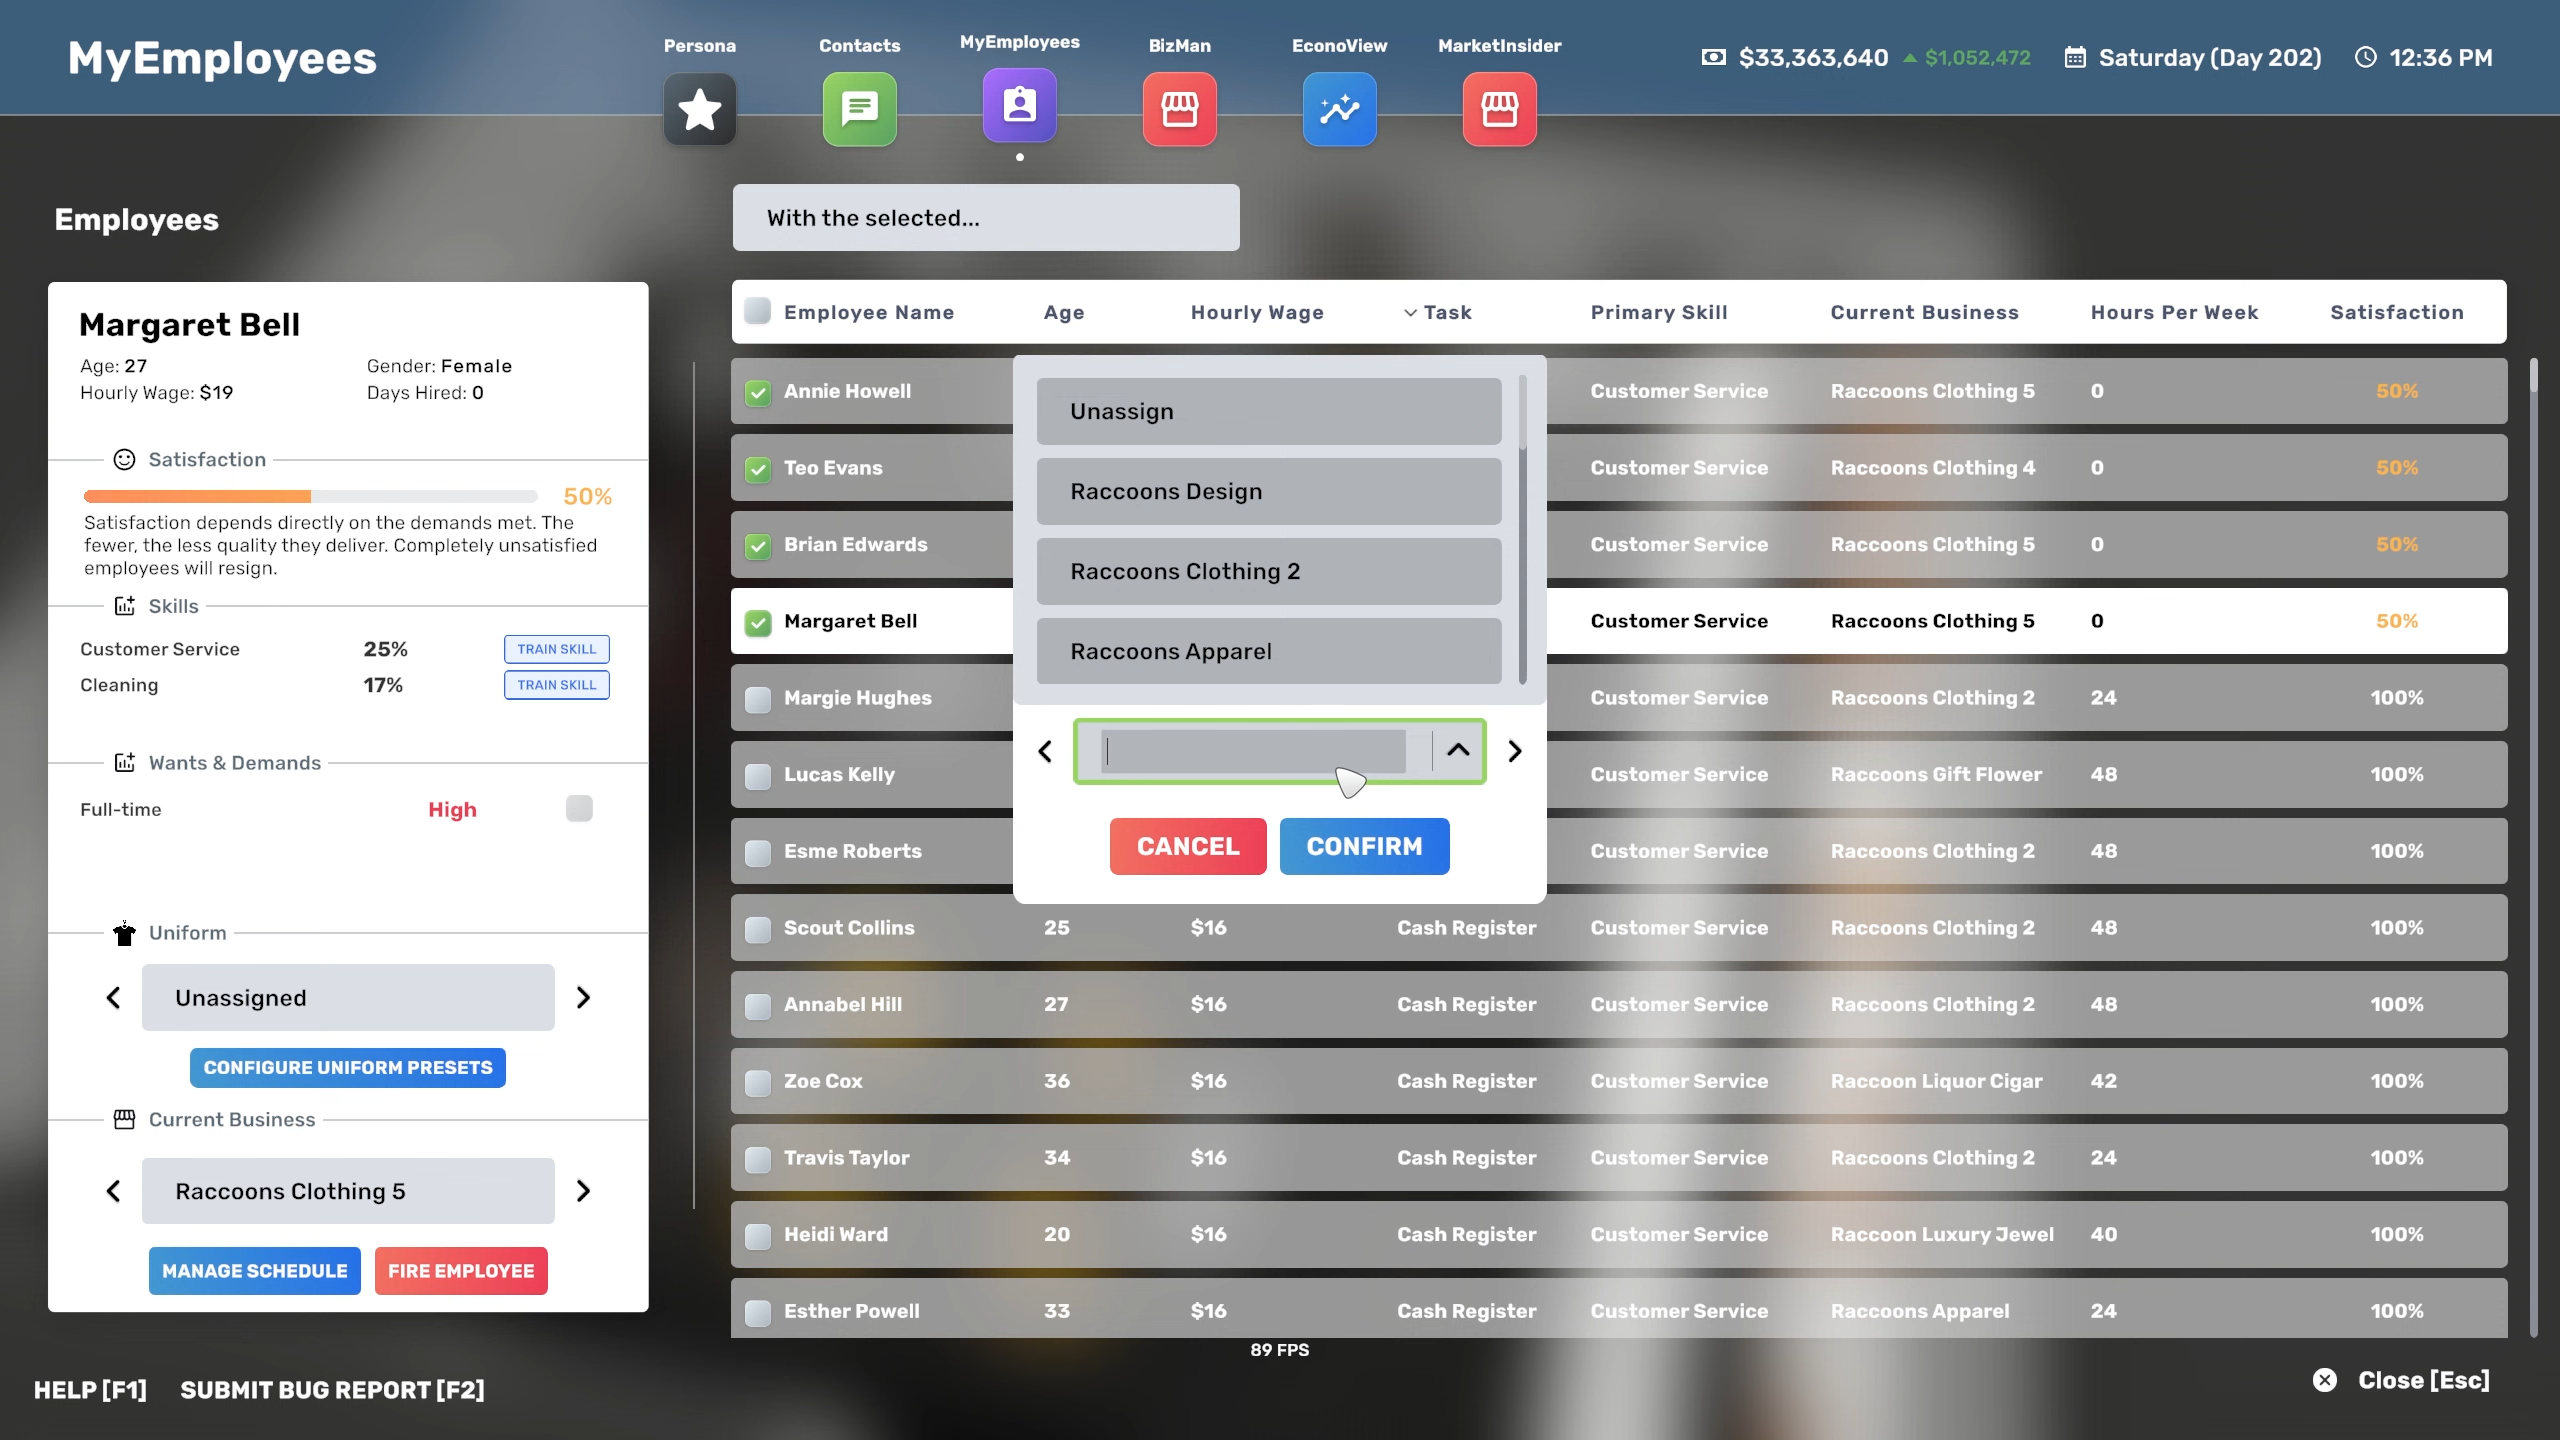 MyEmployees
Persona
Contacts
MyEmployees
BizMan
EconoView
MarketInsider
$33,363,640
$1,052,472
Saturday (Day 202)
12:36 PM
Employees
With the selected...
Margaret Bell
Age: 27
Gender: Female
Hourly Wage: $19
Days Hired: 0
Satisfaction
50%
Satisfaction depends directly on the demands met. The
fewer, the less quality they deliver. Completely unsatisfied
employees will resign.
Skills
Customer Service 25% TRAIN SKILL
Cleaning 17% TRAIN SKILL
Wants & Demands
Full-time High
Uniform
Unassigned
CONFIGURE UNIFORM PRESETS
Current Business
Raccoons Clothing 5
MANAGE SCHEDULE
FIRE EMPLOYEE
Employee Name Age Hourly Wage Task Primary Skill Current Business Hours Per Week Satisfaction
Annie Howell Customer Service Raccoons Clothing 5 0 50%
Teo Evans Customer Service Raccoons Clothing 4 0 50%
Brian Edwards Customer Service Raccoons Clothing 5 0 50%
Margaret Bell Customer Service Raccoons Clothing 5 0 50%
Margie Hughes Customer Service Raccoons Clothing 2 24 100%
Lucas Kelly Customer Service Raccoons Gift Flower 48 100%
Esme Roberts Customer Service Raccoons Clothing 2 48 100%
Scout Collins 25 $16 Cash Register Customer Service Raccoons Clothing 2 48 100%
Annabel Hill 27 $16 Cash Register Customer Service Raccoons Clothing 2 48 100%
Zoe Cox 36 $16 Cash Register Customer Service Raccoon Liquor Cigar 42 100%
Travis Taylor 34 $16 Cash Register Customer Service Raccoons Clothing 2 24 100%
Heidi Ward 20 $16 Cash Register Customer Service Raccoon Luxury Jewel 40 100%
Esther Powell 33 $16 Cash Register Customer Service Raccoons Apparel 24 100%
Unassign
Raccoons Design
Raccoons Clothing 2
Raccoons Apparel
CANCEL
CONFIRM
89 FPS
HELP [F1]
SUBMIT BUG REPORT [F2]
Close [Esc]